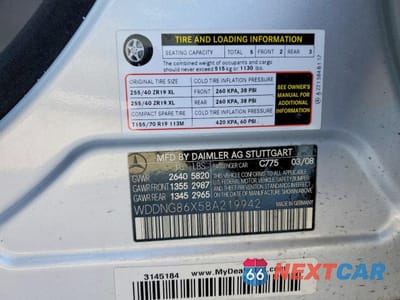 TIRE AND LOADING INFORMATION
SEATING CAPACITY TOTAL 5 FRONT 2 REAR 3
The combined weight of occupants and cargo
should never exceed 515 kg or 1130 lbs.
ORIGINAL TIRE SIZE COLD TIRE INFLATION PRESSURE
255/40 ZR19 XL FRONT 260 KPA, 38 PSI
255/40 ZR19 XL REAR 260 KPA, 38 PSI
COMPACT SPARE TIRE COLD TIRE INFLATION PRESSURE
T155/70 R19 113M 420 KPA, 60 PSI
SEE OWNER'S
MANUAL FOR
ADDITIONAL
INFORMATION
MFD BY DAIMLER AG STUTTGART
LBS PASSENGER CAR C775 03/08
GVWR 2640 5820
GAWR FRONT 1355 2987
GAWR REAR 1345 2965
WDDNG86X58A219942
3145184
66 NEXTCAR